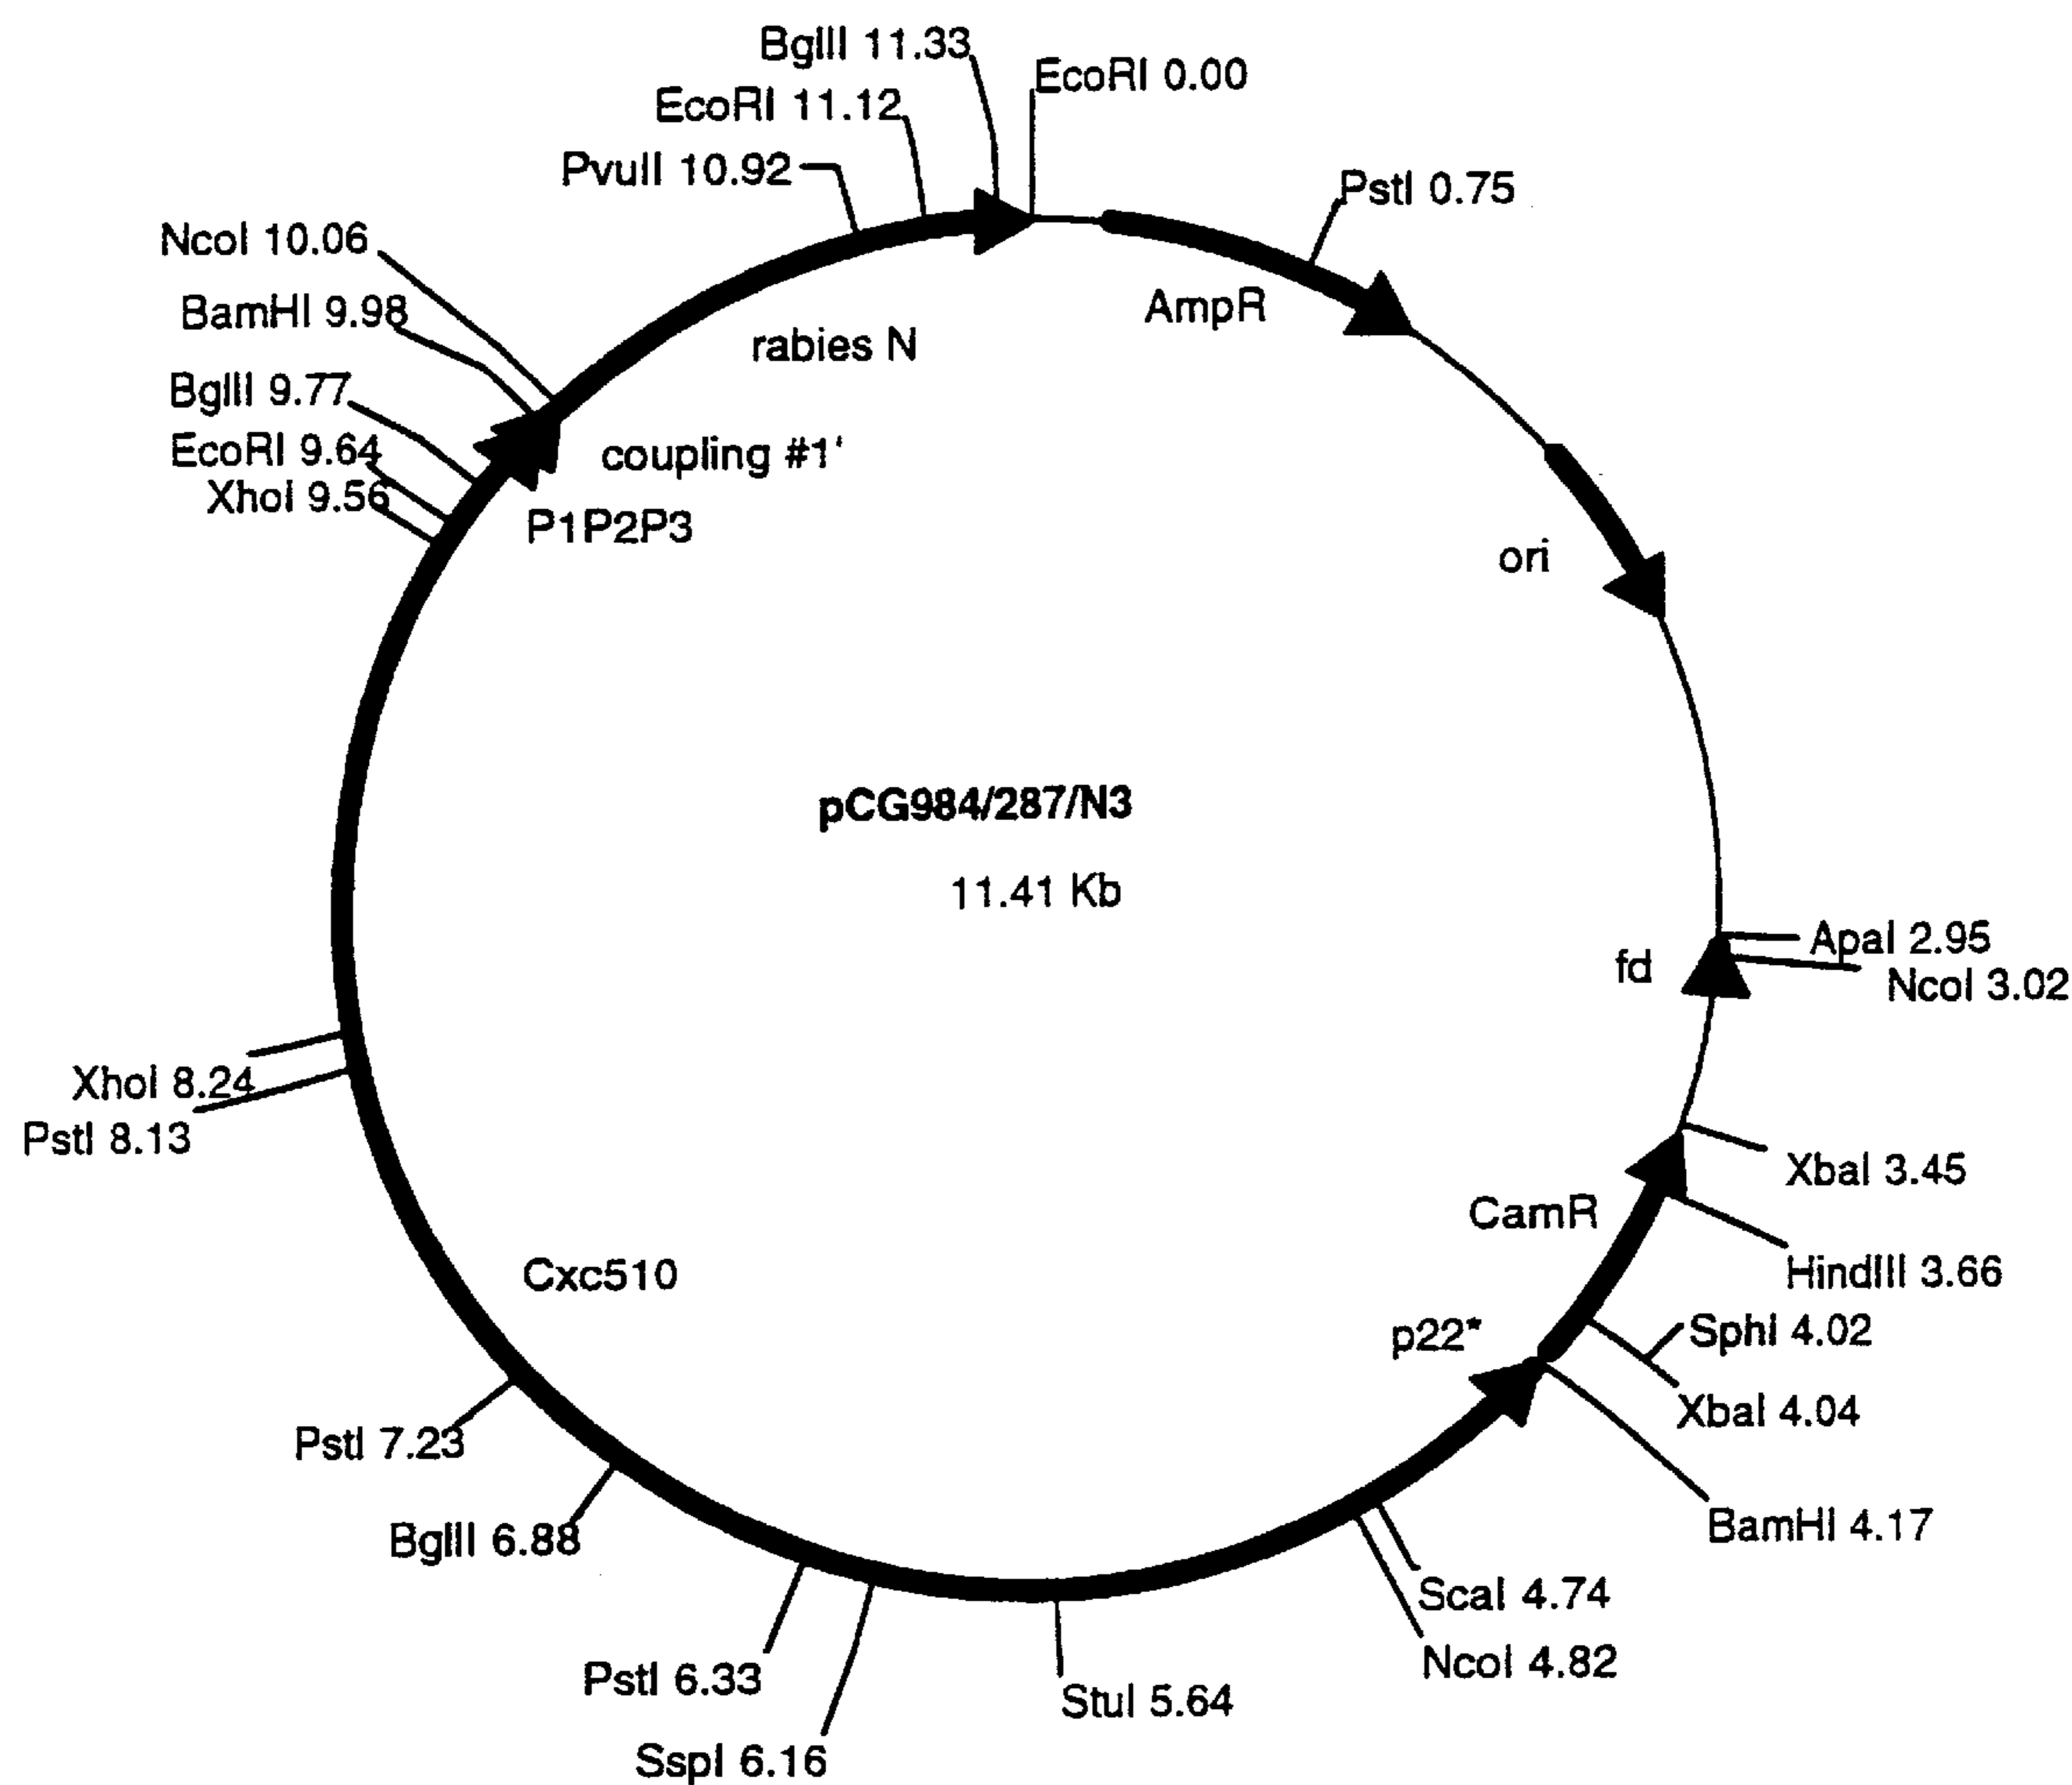 BglII 11.33
EcoRI 0.00
EcoRI 11.12
PvuII 10.92
PstI 0.75
NcoI 10.06
BamHI 9.98
AmpR
rabies N
BglII 9.77
EcoRI 9.64
coupling #1'
XhoI 9.56
P1P2P3
ori
pCG984/287/N3
11.41 Kb
ApaI 2.95
fd
NcoI 3.02
XhoI 8.24
PstI 8.13
XbaI 3.45
CamR
HindIII 3.66
Cxc510
p22*
SphI 4.02
XbaI 4.04
PstI 7.23
BglII 6.88
BamHI 4.17
ScaI 4.74
NcoI 4.82
PstI 6.33
StuI 5.64
SspI 6.16